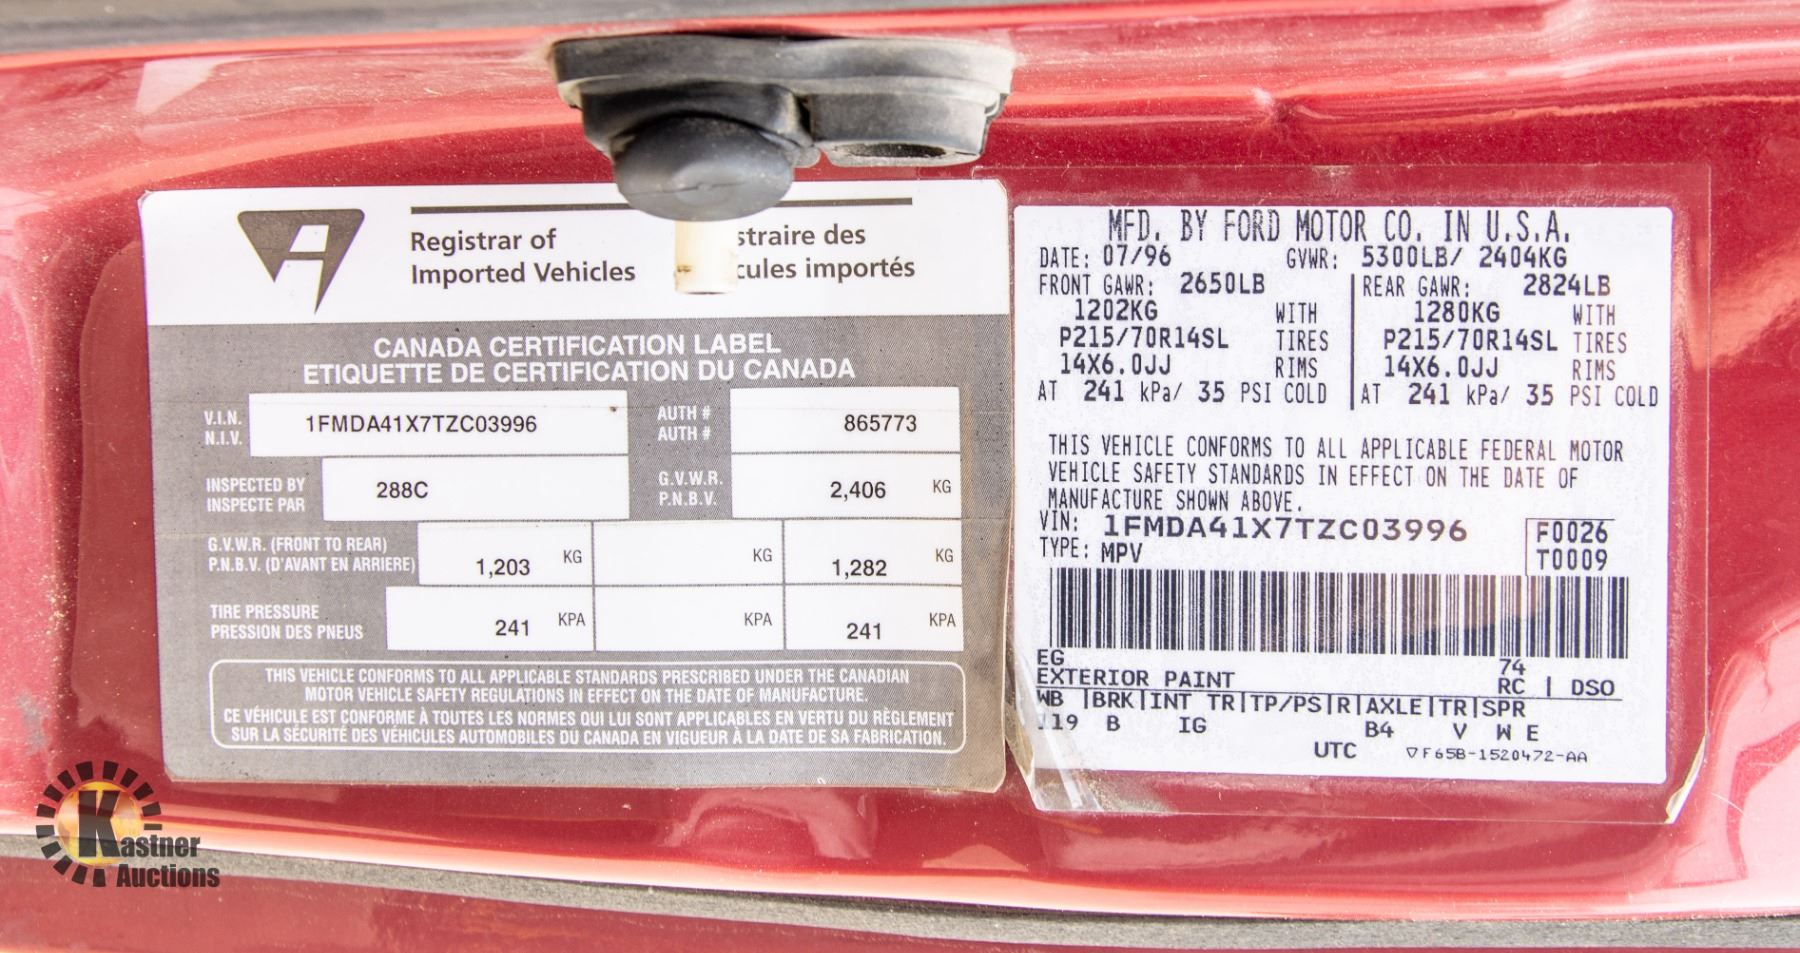 Registrar of
Imported Vehicles
straire des
cules importés
CANADA CERTIFICATION LABEL
ETIQUETTE DE CERTIFICATION DU CANADA
V.I.N.
N.I.V.
1FMDA41X7TZC03996
AUTH #
AUTH #
865773
INSPECTED BY
INSPECTE PAR
288C
G.V.W.R.
P.N.B.V.
2,406 KG
G.V.W.R. (FRONT TO REAR)
P.N.B.V. (D'AVANT EN ARRIERE)
1,203 KG
KG
1,282 KG
TIRE PRESSURE
PRESSION DES PNEUS
241 KPA
KPA
241 KPA
THIS VEHICLE CONFORMS TO ALL APPLICABLE STANDARDS PRESCRIBED UNDER THE CANADIAN
MOTOR VEHICLE SAFETY REGULATIONS IN EFFECT ON THE DATE OF MANUFACTURE.
CE VÉHICULE EST CONFORME À TOUTES LES NORMES QUI LUI SONT APPLICABLES EN VERTU DU RÈGLEMENT
SUR LA SÉCURITÉ DES VÉHICULES AUTOMOBILES DU CANADA EN VIGUEUR À LA DATE DE SA FABRICATION.
MFD. BY FORD MOTOR CO. IN U.S.A.
DATE: 07/96 GVWR: 5300LB/ 2404KG
FRONT GAWR: 2650LB REAR GAWR: 2824LB
1202KG WITH 1280KG WITH
P215/70R14SL TIRES P215/70R14SL TIRES
14X6.0JJ RIMS 14X6.0JJ RIMS
AT 241 kPa/ 35 PSI COLD AT 241 kPa/ 35 PSI COLD
THIS VEHICLE CONFORMS TO ALL APPLICABLE FEDERAL MOTOR
VEHICLE SAFETY STANDARDS IN EFFECT ON THE DATE OF
MANUFACTURE SHOWN ABOVE.
VIN: 1FMDA41X7TZC03996 F0026
TYPE: MPV T0009
EG 74
EXTERIOR PAINT RC | DSO
WB |BRK|INT TR|TP/PS|R|AXLE|TR|SPR
119 B IG B4 V W E
UTC ▽F65B-1520472-AA
Kastner
Auctions